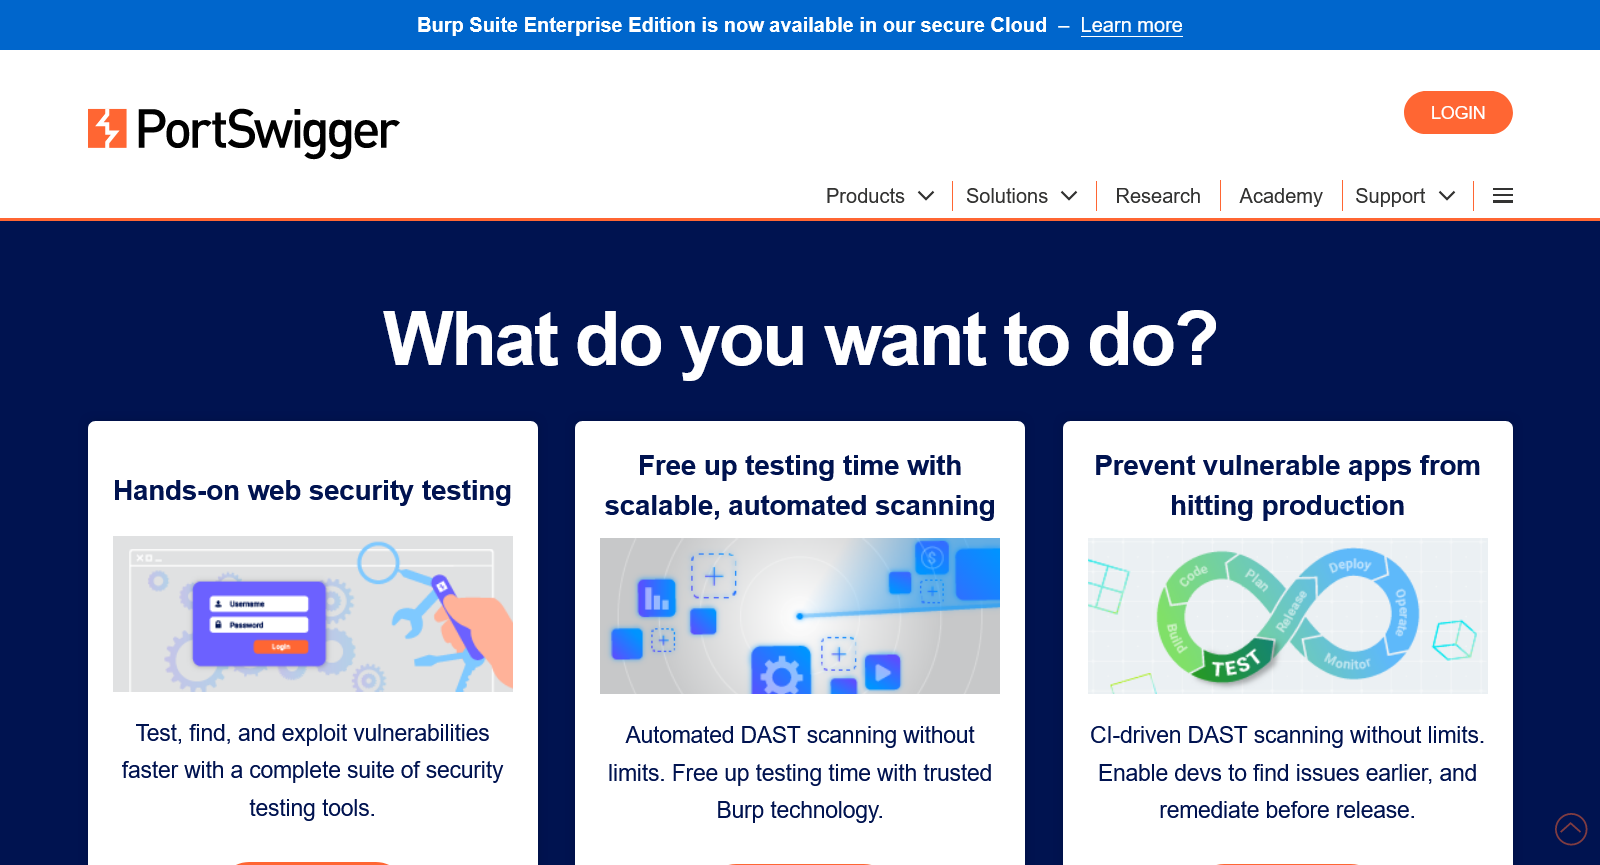 Burp Suite Enterprise Edition is now available in our secure Cloud – Learn more
PortSwigger
LOGIN
Products
Solutions
Research
Academy
Support
What do you want to do?
Hands-on web security testing
Username
Password
Login
Test, find, and exploit vulnerabilities
faster with a complete suite of security
testing tools.
Free up testing time with
scalable, automated scanning
Automated DAST scanning without
limits. Free up testing time with trusted
Burp technology.
Prevent vulnerable apps from
hitting production
Code
Plan
Build
TEST
Release
Deploy
Operate
Monitor
CI-driven DAST scanning without limits.
Enable devs to find issues earlier, and
remediate before release.